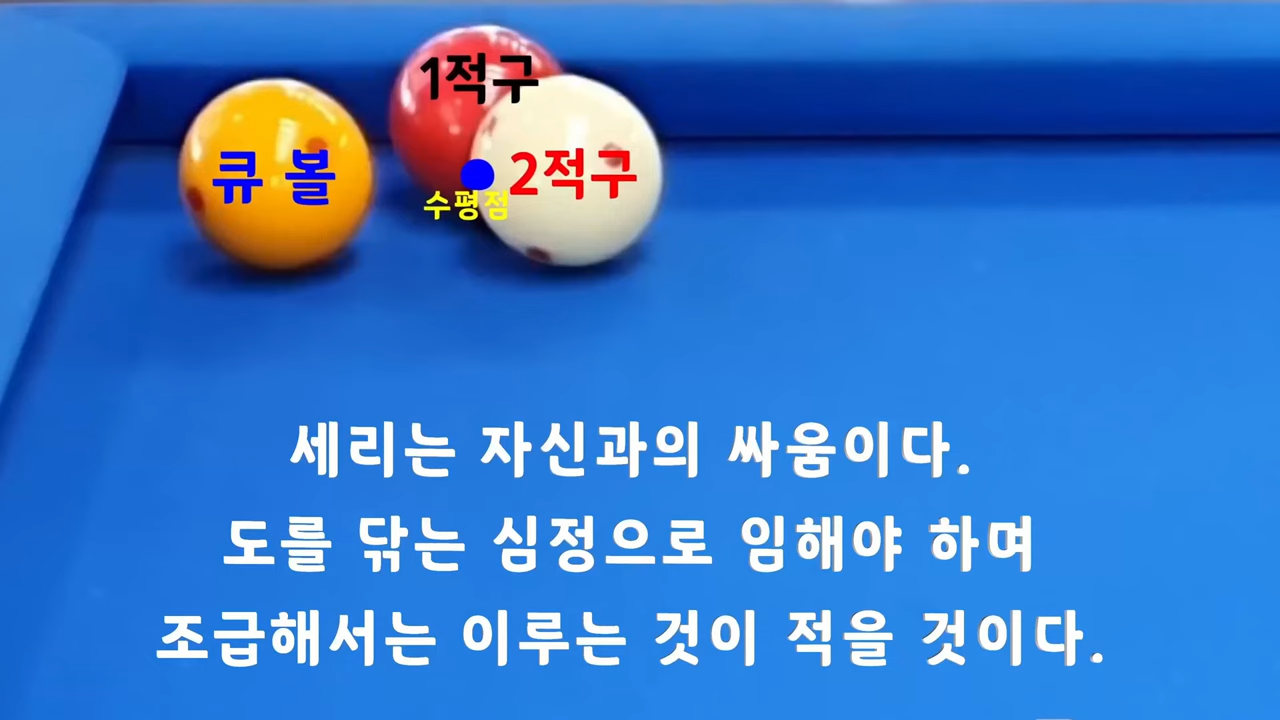 1적구
큐 볼
2적구
수평점
세리는 자신과의 싸움이다.
도를 닦는 심정으로 임해야 하며
조급해서는 이루는 것이 적을 것이다.